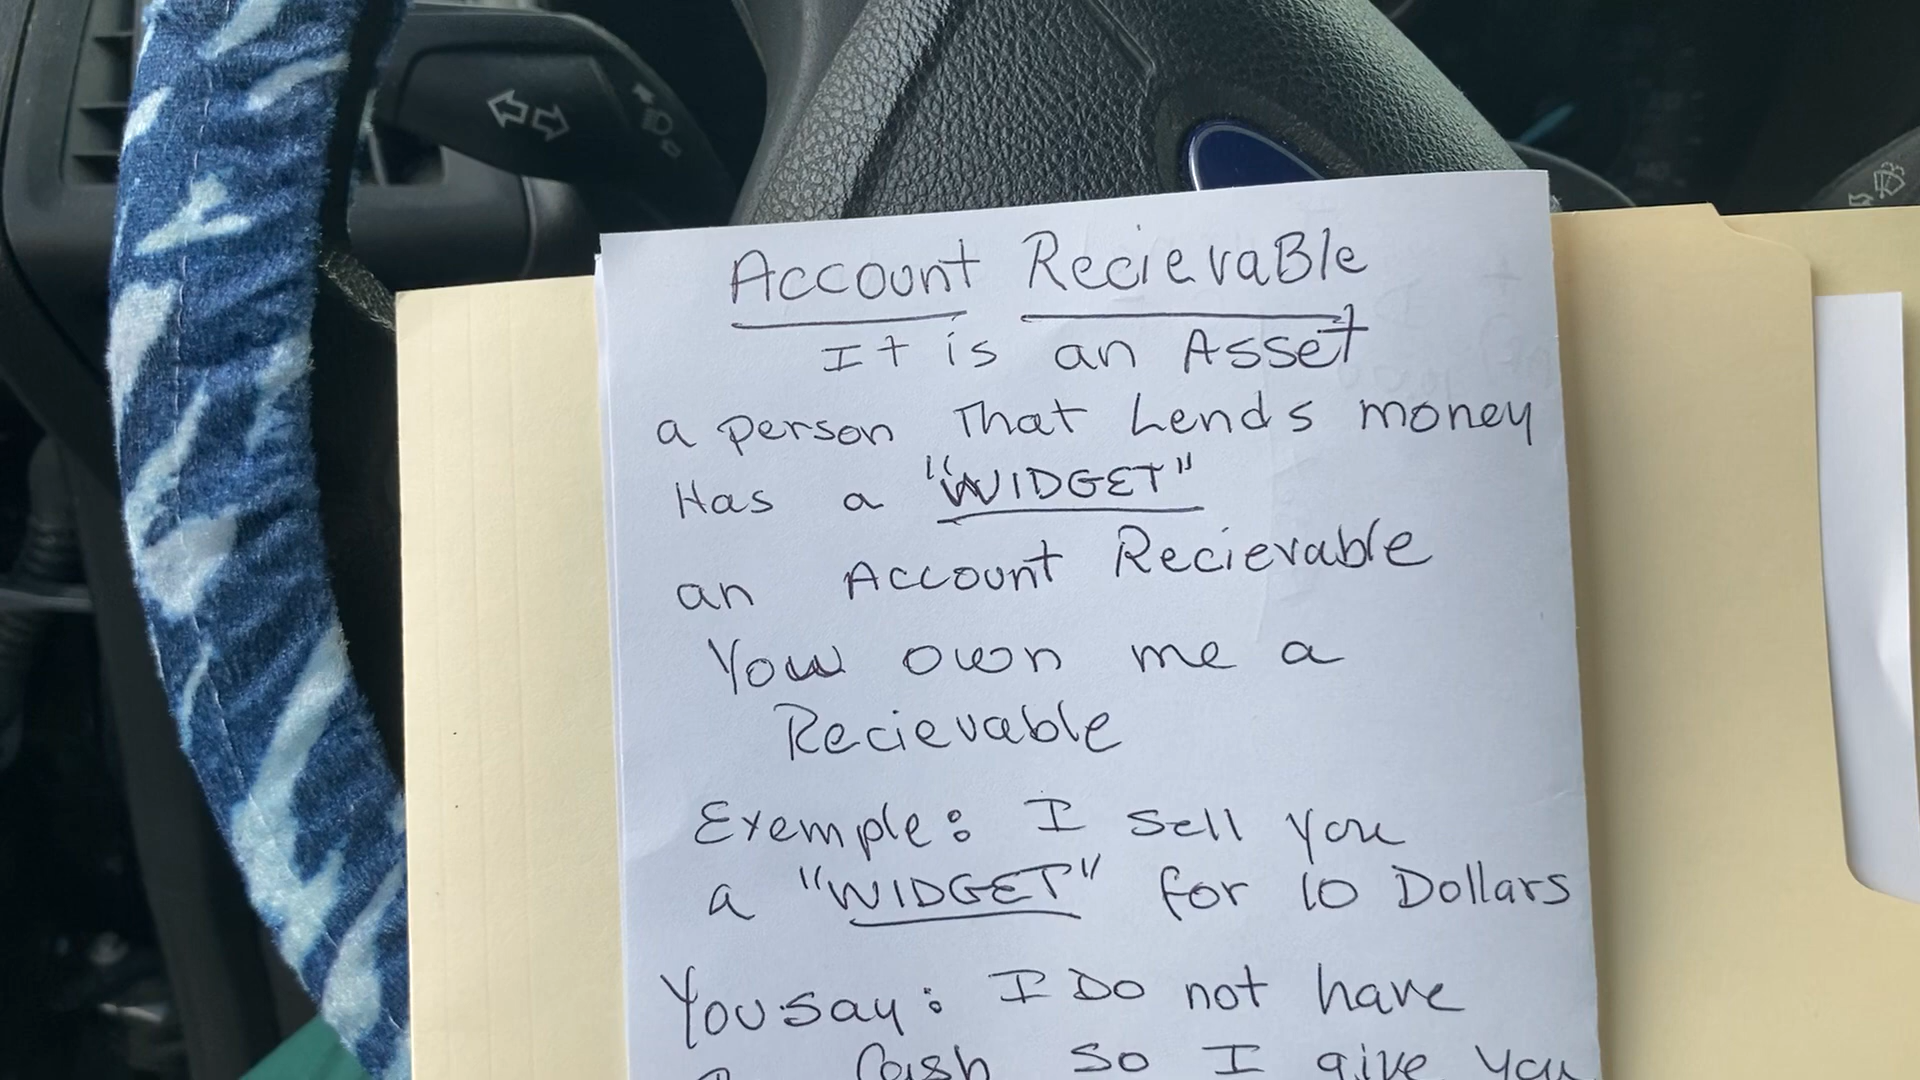 Account RecievaBle
It is an Asset
a person That Lends money
Has a "WIDGET"
an Account Recievable
You own me a
Recievable
Exemple: I sell you
a "WIDGET" for 10 Dollars
You say: I Do not have
Cash so I give you